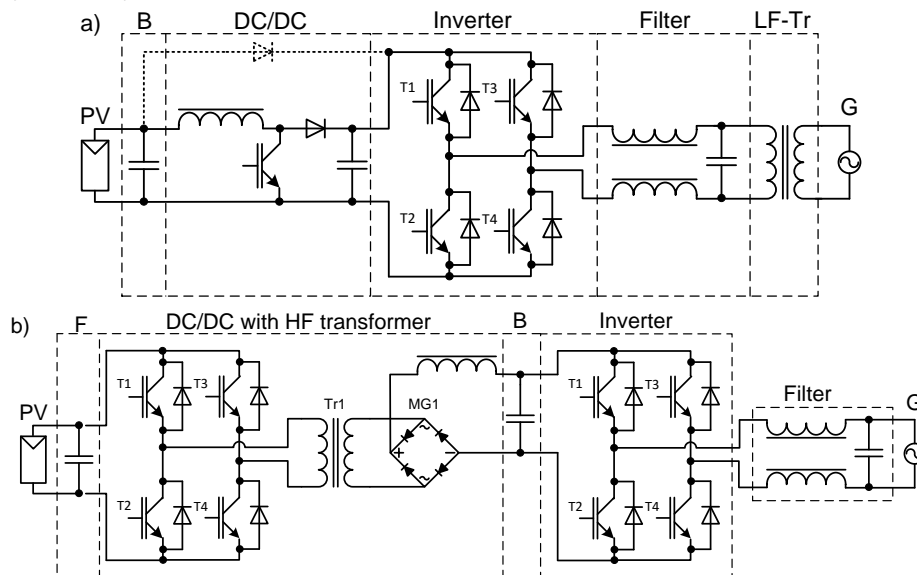 a)
B
DC/DC
Inverter
Filter
LF-Tr
PV
T1
T3
G
T2
T4
b)
F
DC/DC with HF transformer
B
Inverter
PV
T1
T3
Tr1
MG1
T1
T3
Filter
G
+
−
T2
T4
T2
T4